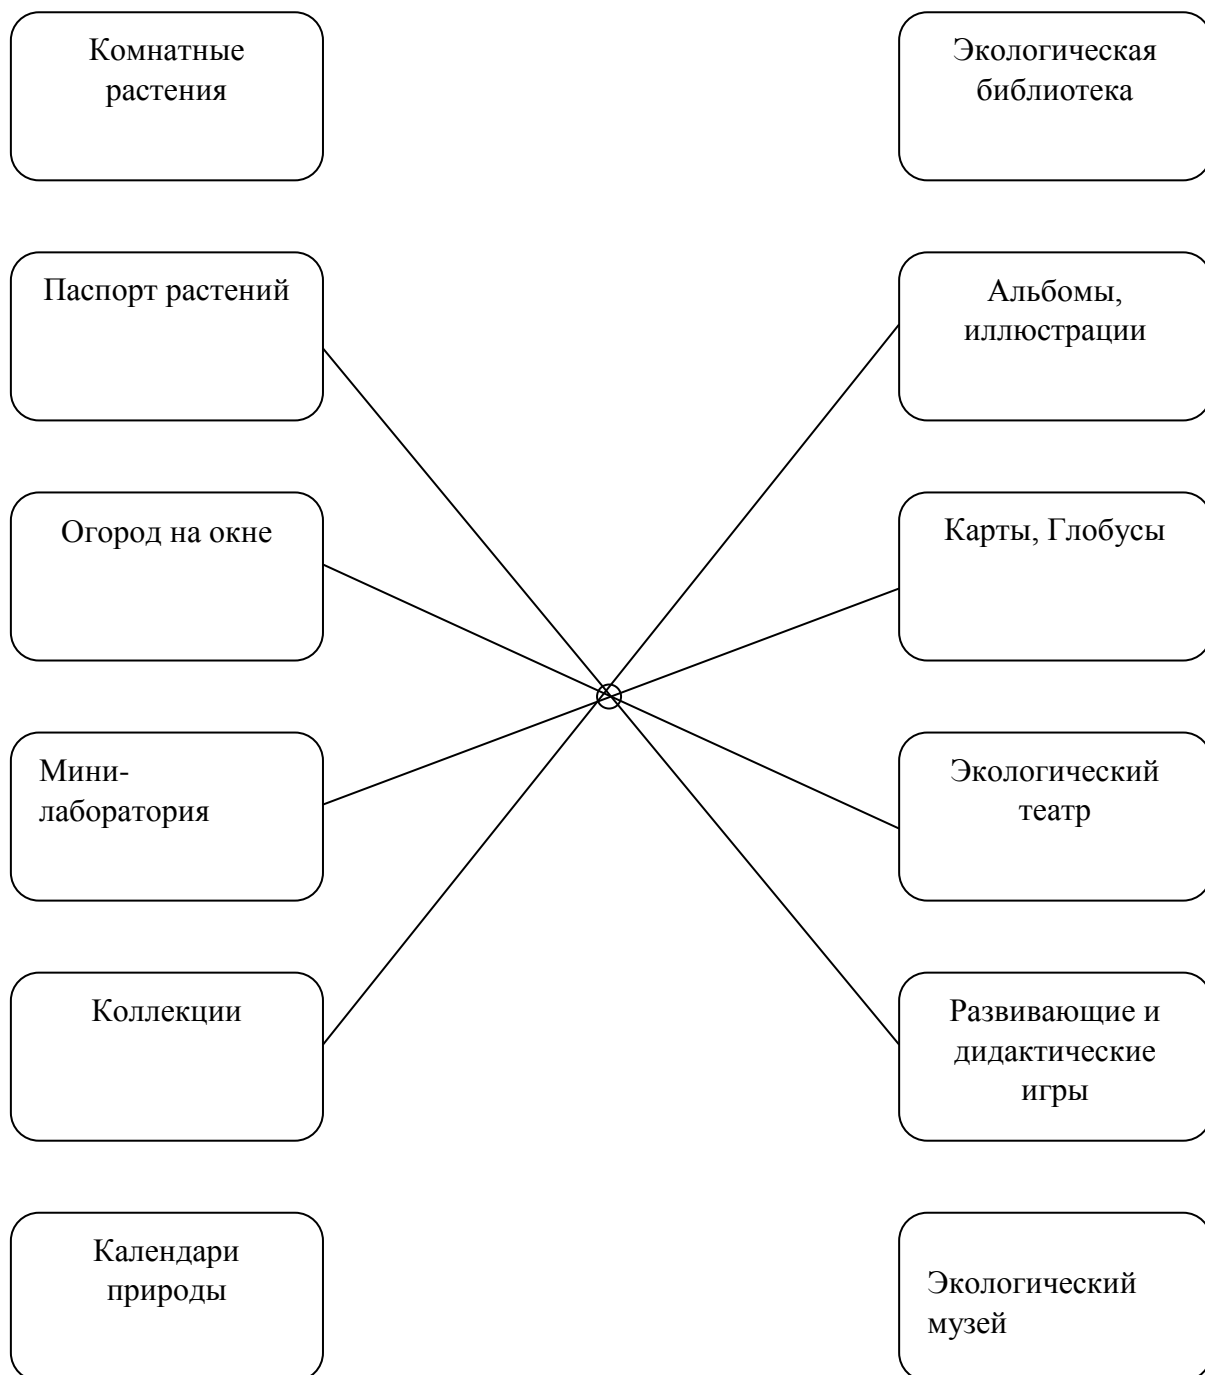 Комнатные
растения
Экологическая
библиотека
Паспорт растений
Альбомы,
иллюстрации
Огород на окне
Карты, Глобусы
Мини-
лаборатория
Экологический
театр
Коллекции
Развивающие и
дидактические
игры
Календари
природы
Экологический
музей